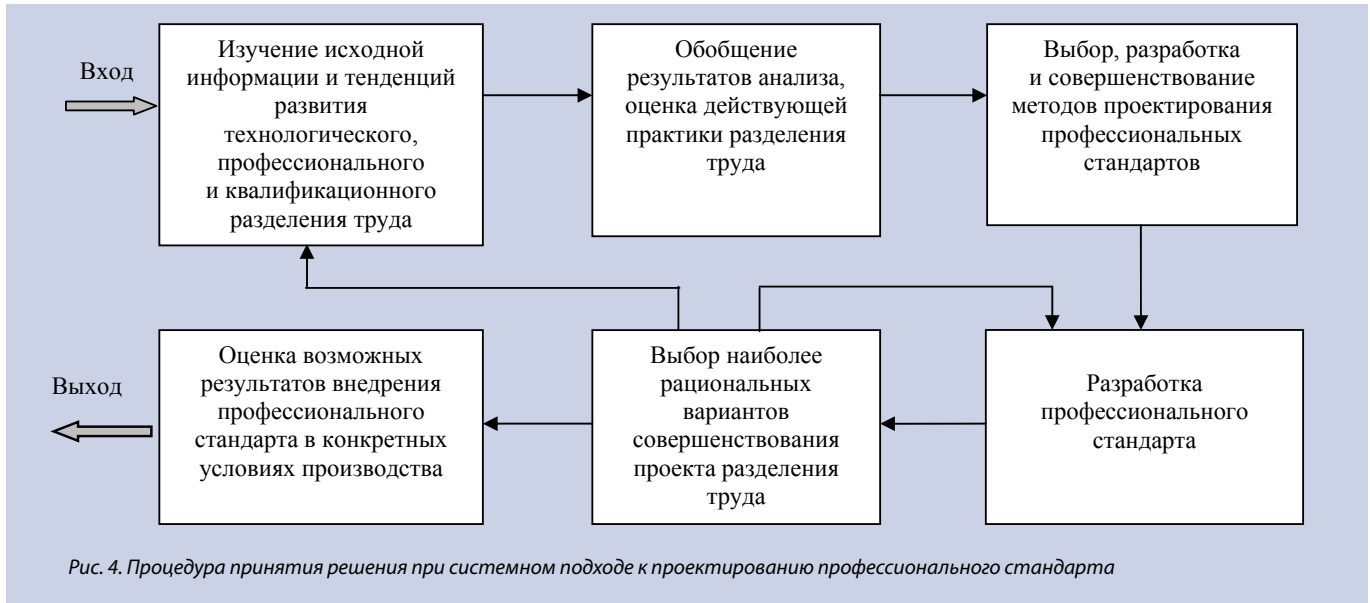 Вход
Изучение исходной
информации и тенденций
развития
технологического,
профессионального
и квалификационного
разделения труда
Обобщение
результатов анализа,
оценка действующей
практики разделения
труда
Выбор, разработка
и совершенствование
методов проектирования
профессиональных
стандартов
Выход
Оценка возможных
результатов внедрения
профессионального
стандарта в конкретных
условиях производства
Выбор наиболее
рациональных
вариантов
совершенствования
проекта разделения
труда
Разработка
профессионального
стандарта
Рис. 4. Процедура принятия решения при системном подходе к проектированию профессионального стандарта